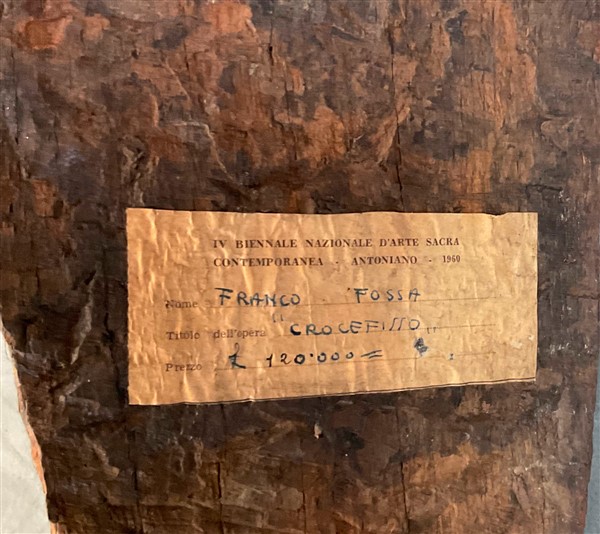 IV BIENNALE NAZIONALE D'ARTE SACRA
CONTEMPORANEA - ANTONIANO - 1960
Nome FRANCO FOSSA
Titolo dell'opera "CROCEFISSO"
Prezzo £ 120.000=